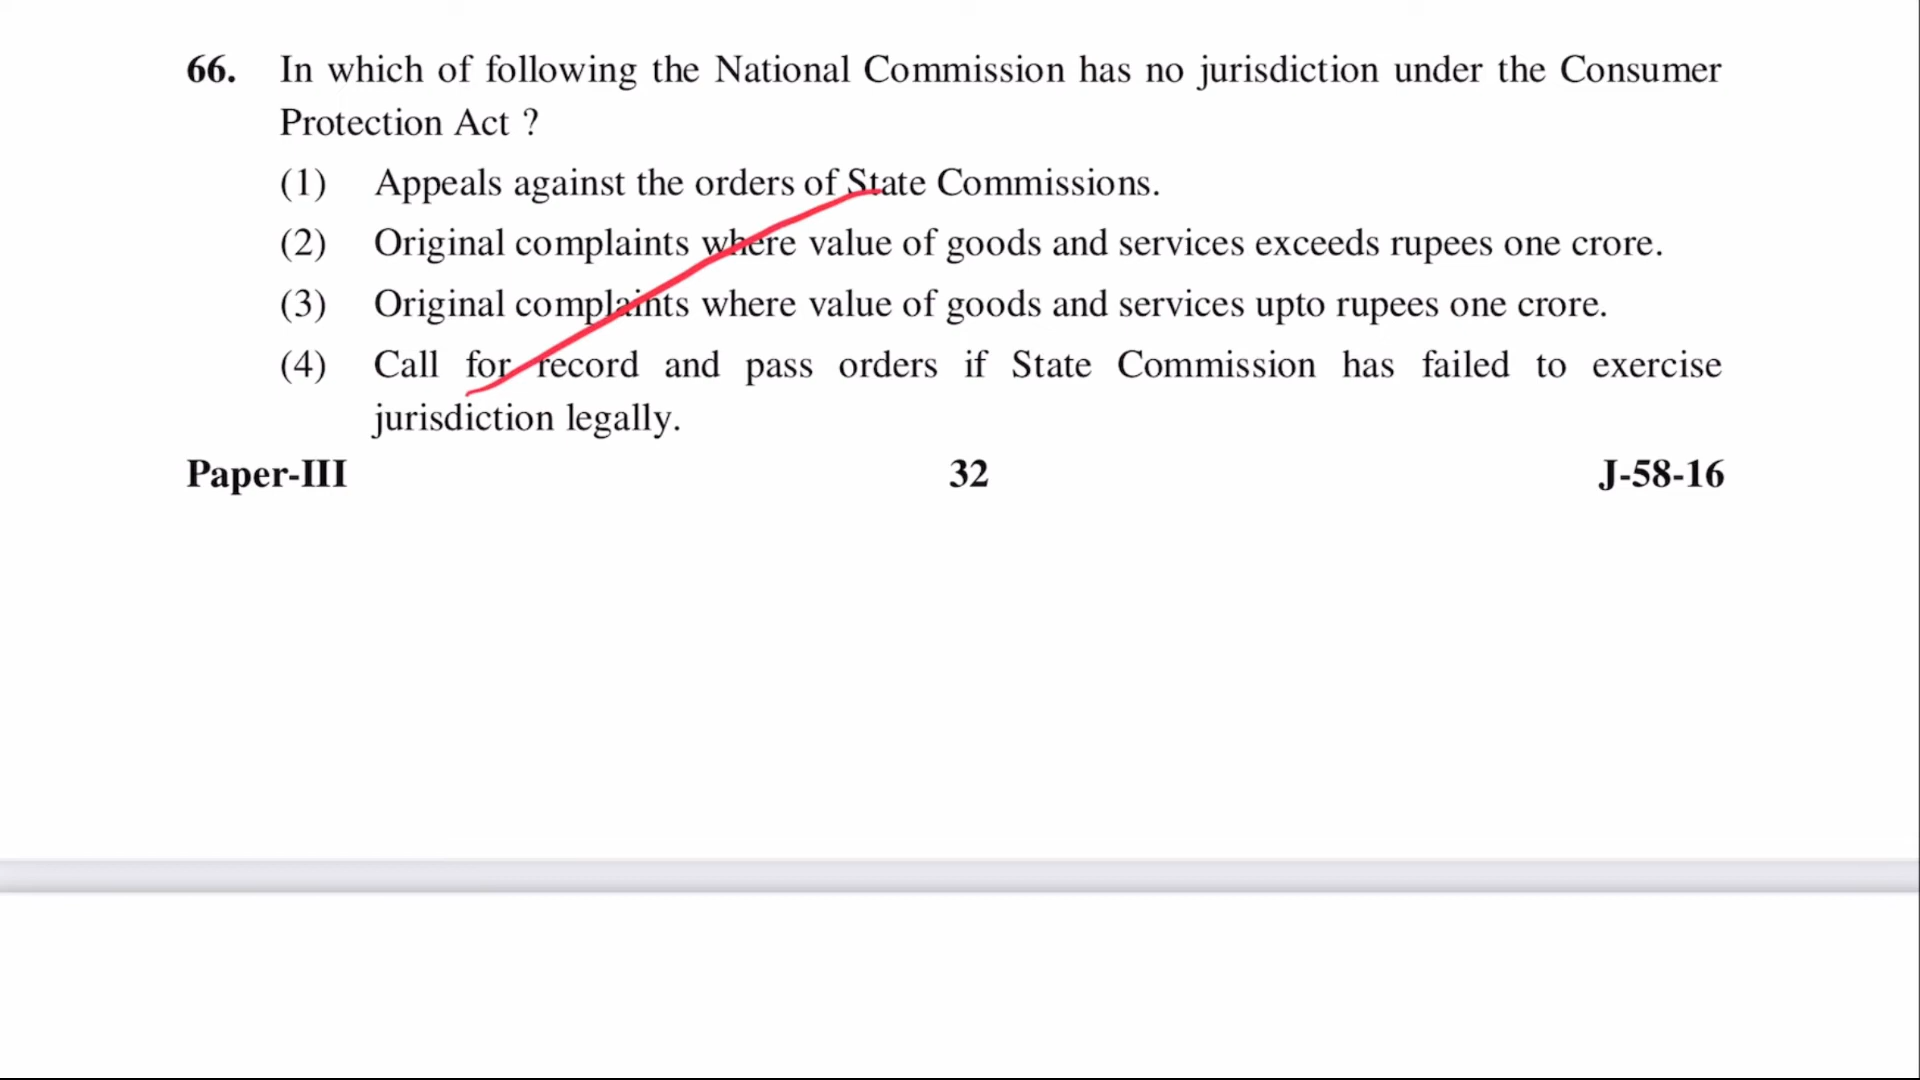 66. In which of following the National Commission has no jurisdiction under the Consumer
Protection Act ?
(1) Appeals against the orders of State Commissions.
(2) Original complaints where value of goods and services exceeds rupees one crore.
(3) Original complaints where value of goods and services upto rupees one crore.
(4) Call for record and pass orders if State Commission has failed to exercise
jurisdiction legally.
Paper-III 32 J-58-16